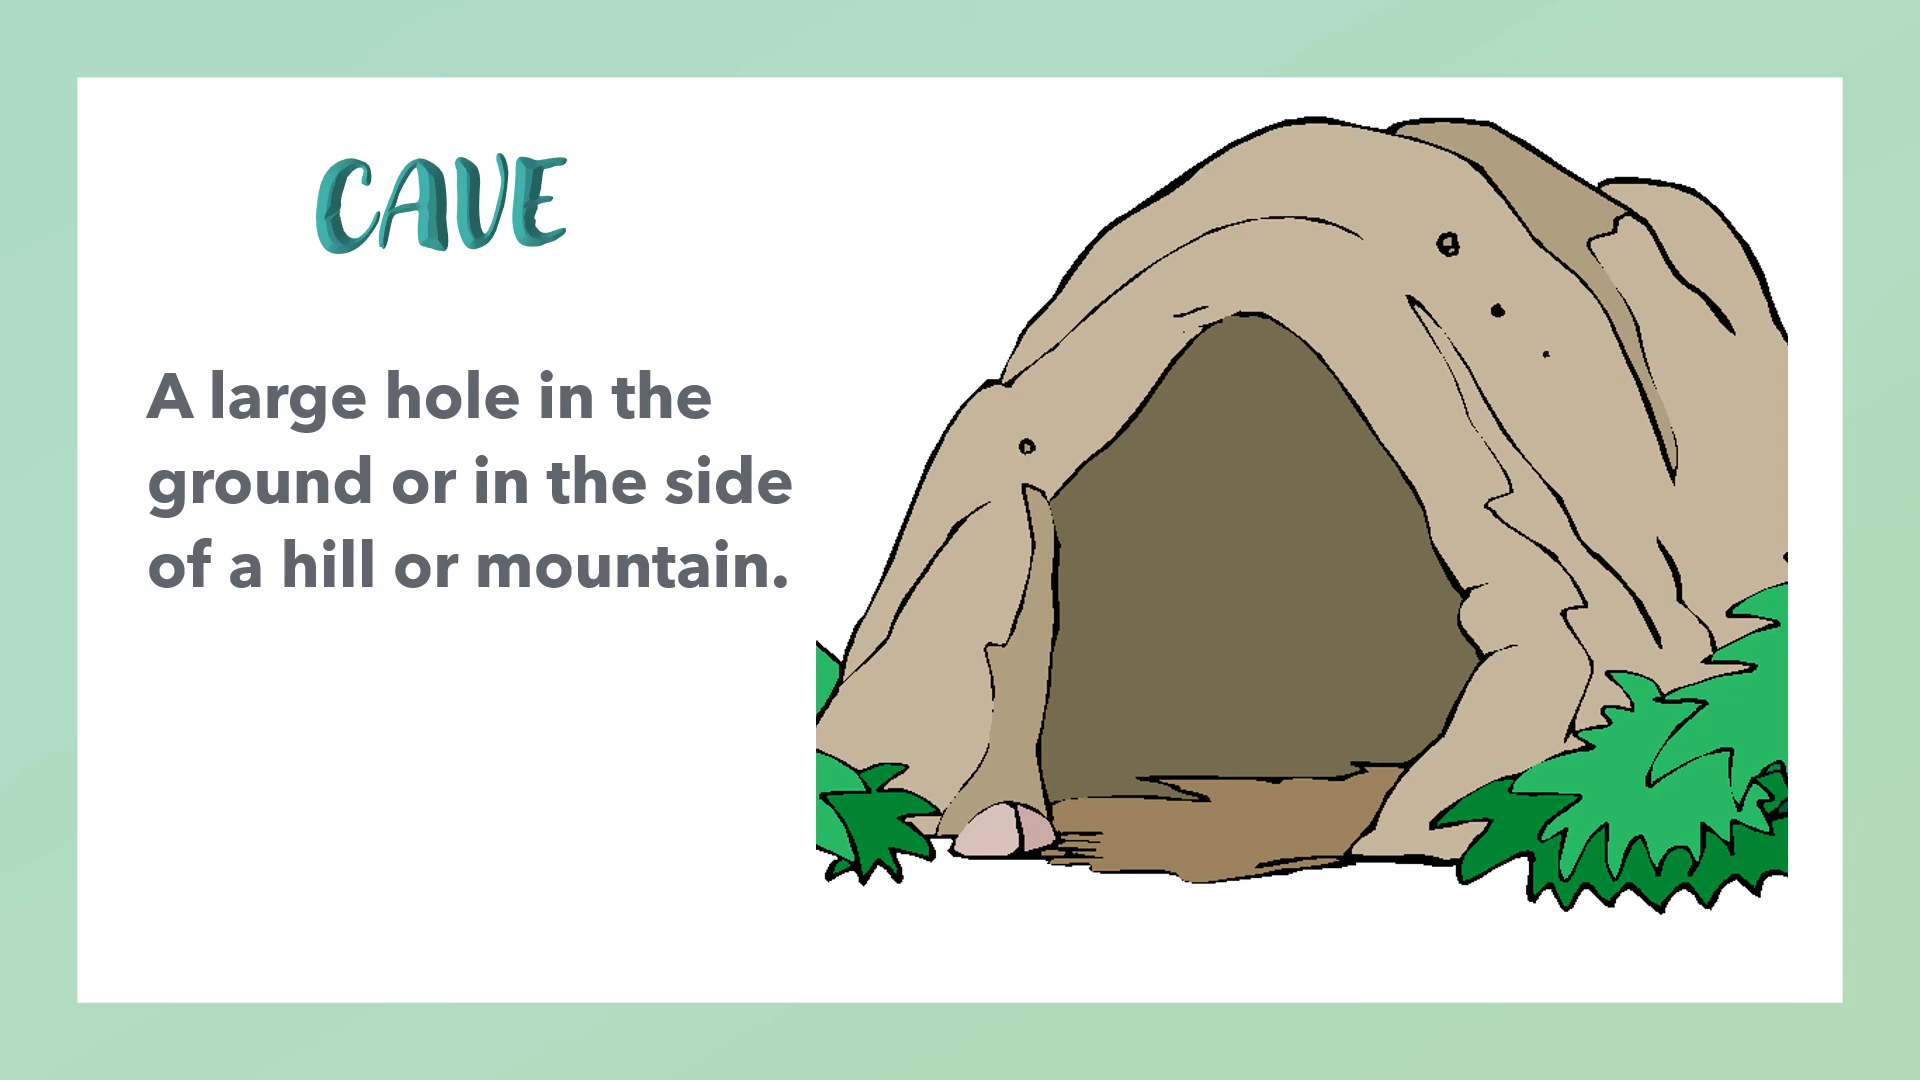 CAVE
A large hole in the
ground or in the side
of a hill or mountain.